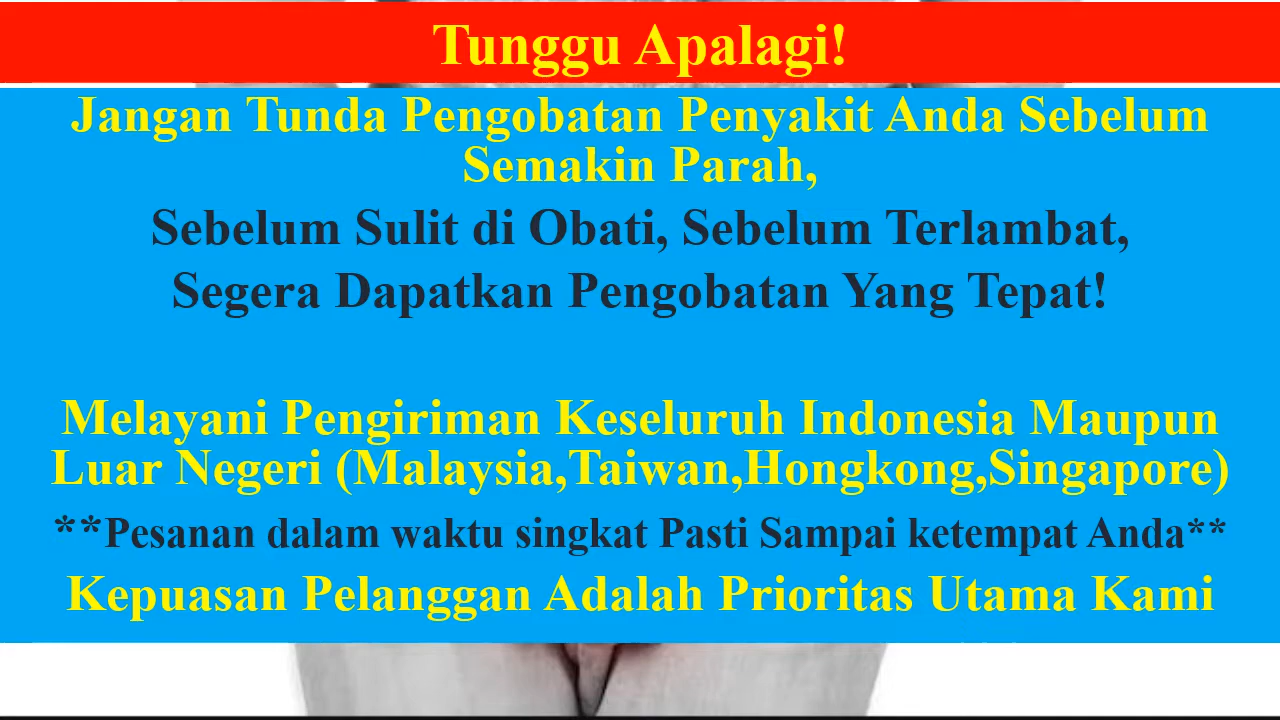 Tunggu Apalagi!
Jangan Tunda Pengobatan Penyakit Anda Sebelum
Semakin Parah,
Sebelum Sulit di Obati, Sebelum Terlambat,
Segera Dapatkan Pengobatan Yang Tepat!
Melayani Pengiriman Keseluruh Indonesia Maupun
Luar Negeri (Malaysia,Taiwan,Hongkong,Singapore)
**Pesanan dalam waktu singkat Pasti Sampai ketempat Anda**
Kepuasan Pelanggan Adalah Prioritas Utama Kami